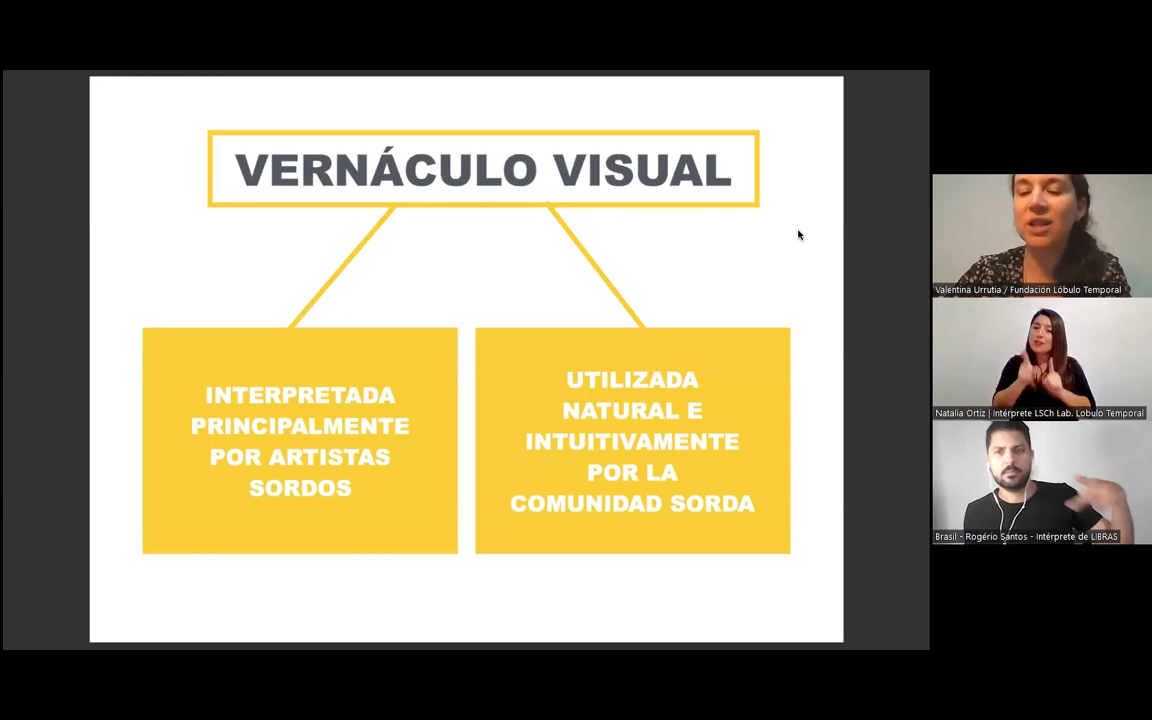 VERNÁCULO VISUAL
INTERPRETADA
PRINCIPALMENTE
POR ARTISTAS
SORDOS
UTILIZADA
NATURAL E
INTUITIVAMENTE
POR LA
COMUNIDAD SORDA
Valentina Urrutia / Fundación Lóbulo Temporal
Natalia Ortiz | Intérprete LSCh Lab. Lobulo Temporal
Brasil - Rogério Santos - Intérprete de LIBRAS